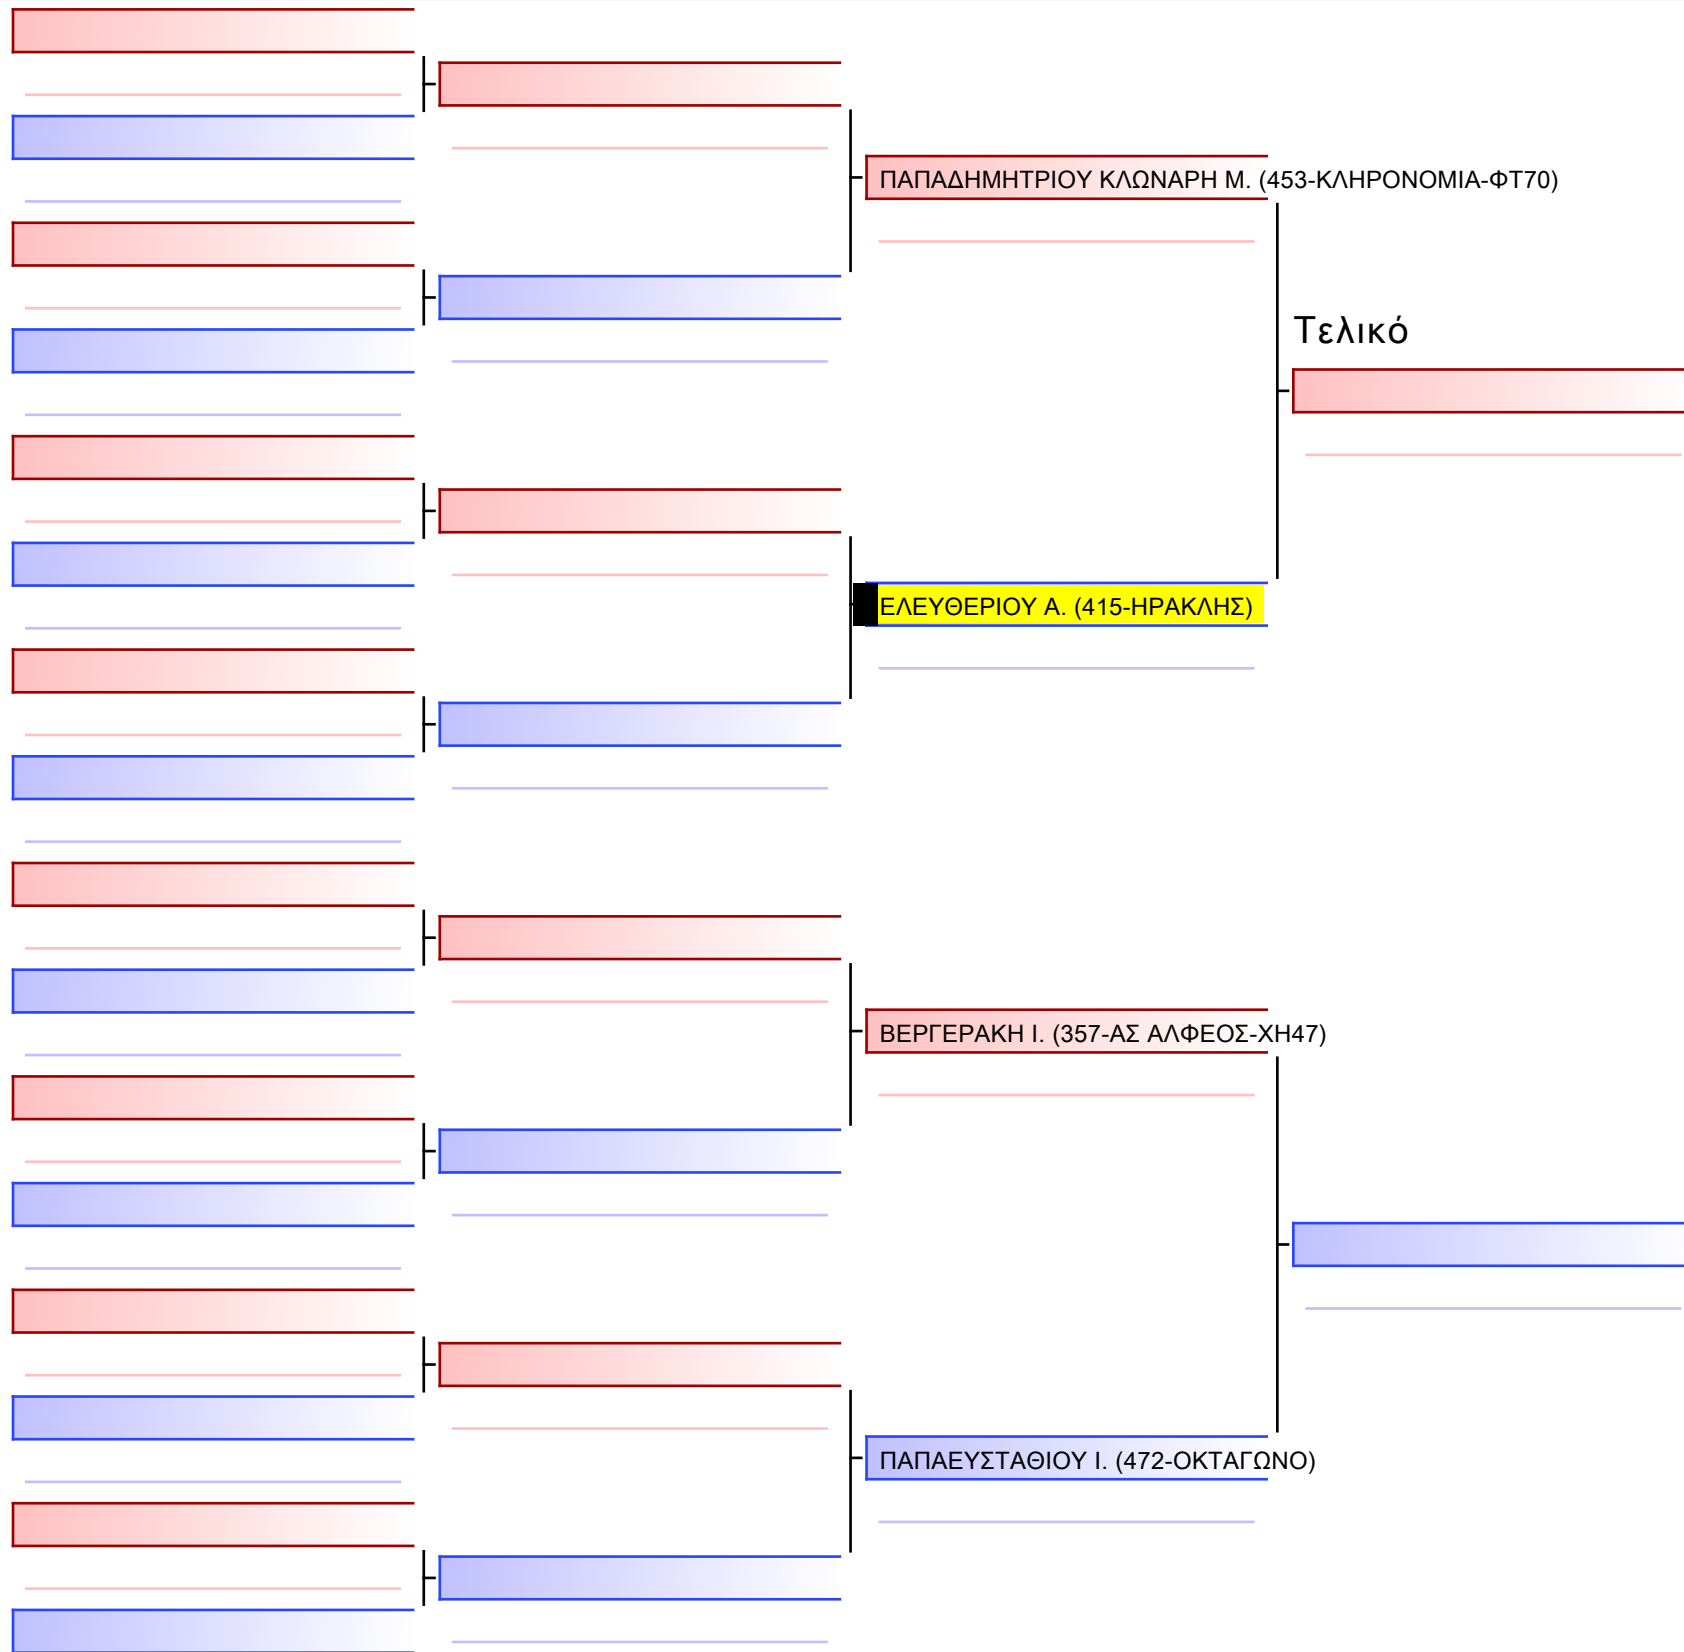 ΠΑΠΑΔΗΜΗΤΡΙΟΥ ΚΛΩΝΑΡΗ Μ. (453-ΚΛΗΡΟΝΟΜΙΑ-ΦΤ70)
Τελικό
ΕΛΕΥΘΕΡΙΟΥ Α. (415-ΗΡΑΚΛΗΣ)
ΒΕΡΓΕΡΑΚΗ Ι. (357-ΑΣ ΑΛΦΕΟΣ-ΧΗ47)
ΠΑΠΑΕΥΣΤΑΘΙΟΥ Ι. (472-ΟΚΤΑΓΩΝΟ)